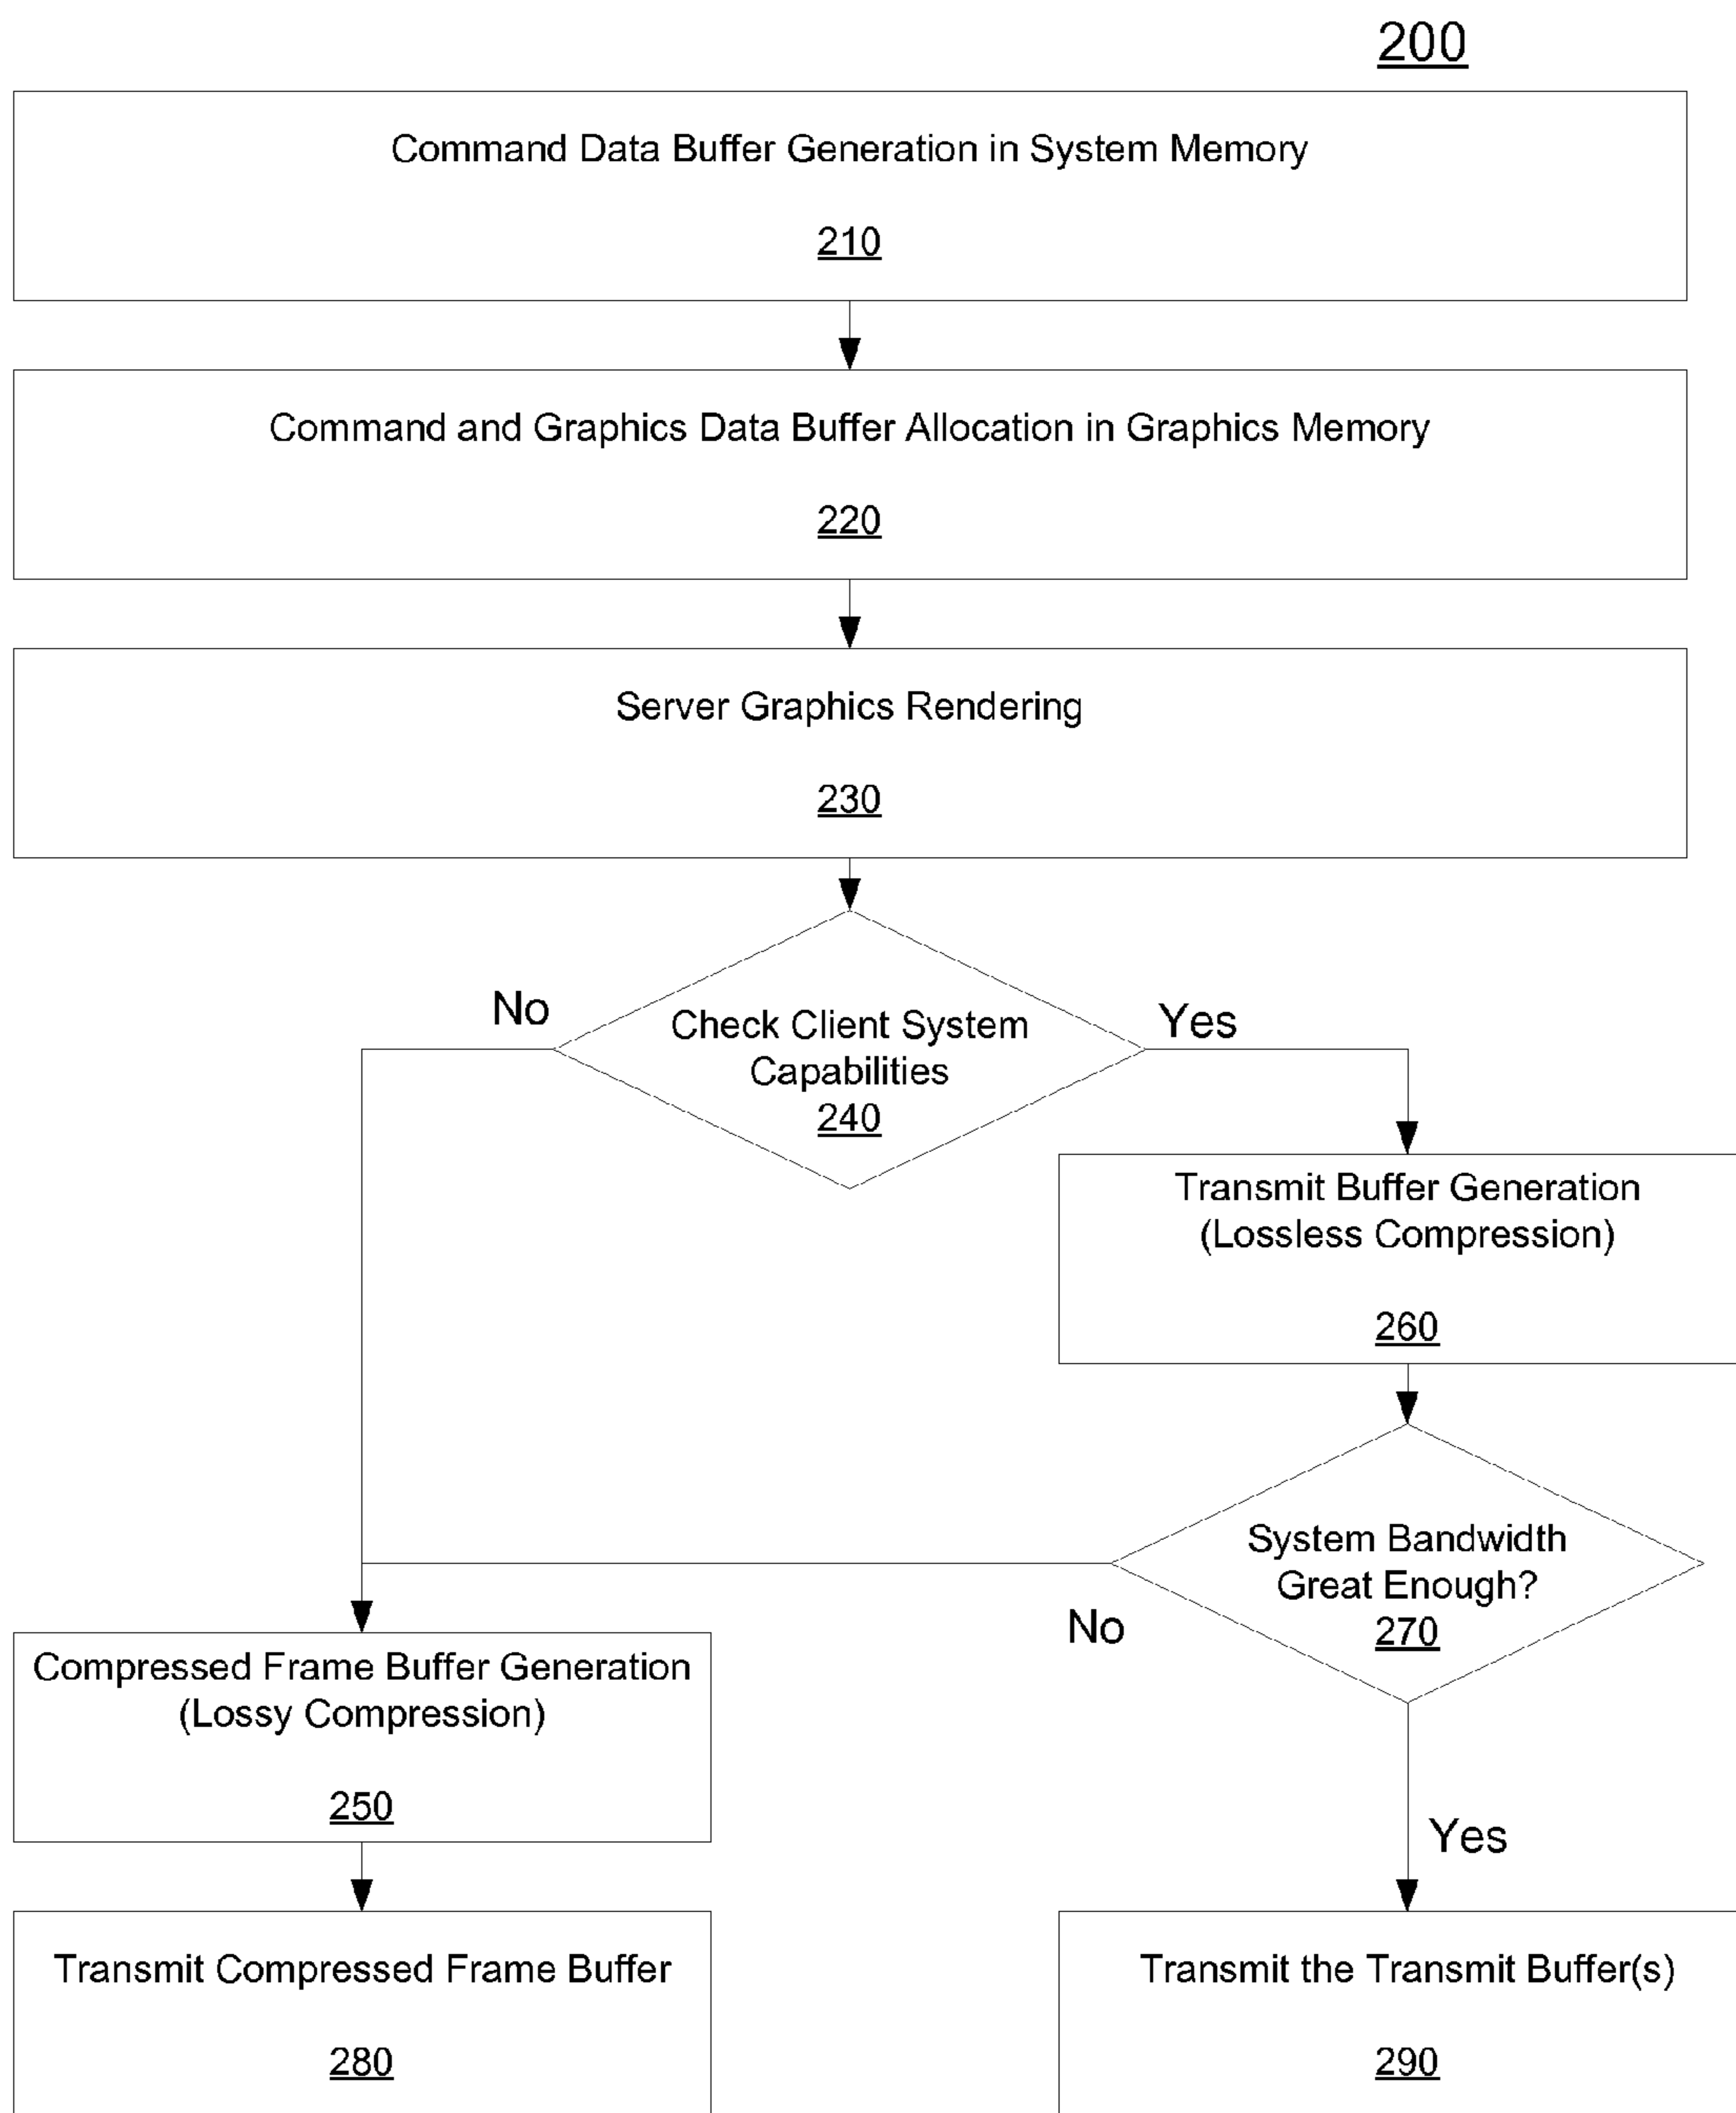 200
Command Data Buffer Generation in System Memory
210
Command and Graphics Data Buffer Allocation in Graphics Memory
220
Server Graphics Rendering
230
No
Yes
Check Client System
Capabilities
240
Transmit Buffer Generation
(Lossless Compression)
260
System Bandwidth
Great Enough?
270
No
Compressed Frame Buffer Generation
(Lossy Compression)
250
Yes
Transmit Compressed Frame Buffer
280
Transmit the Transmit Buffer(s)
290